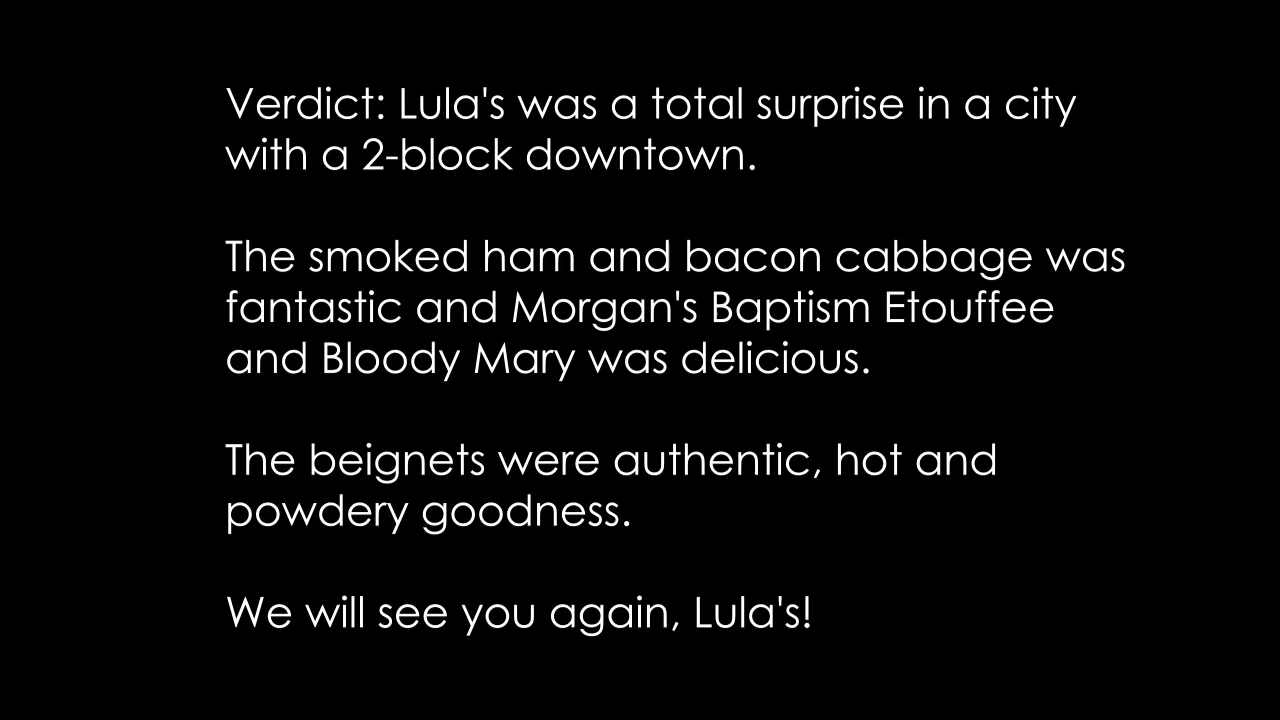 Verdict: Lula's was a total surprise in a city
with a 2-block downtown.
The smoked ham and bacon cabbage was
fantastic and Morgan's Baptism Etouffee
and Bloody Mary was delicious.
The beignets were authentic, hot and
powdery goodness.
We will see you again, Lula's!